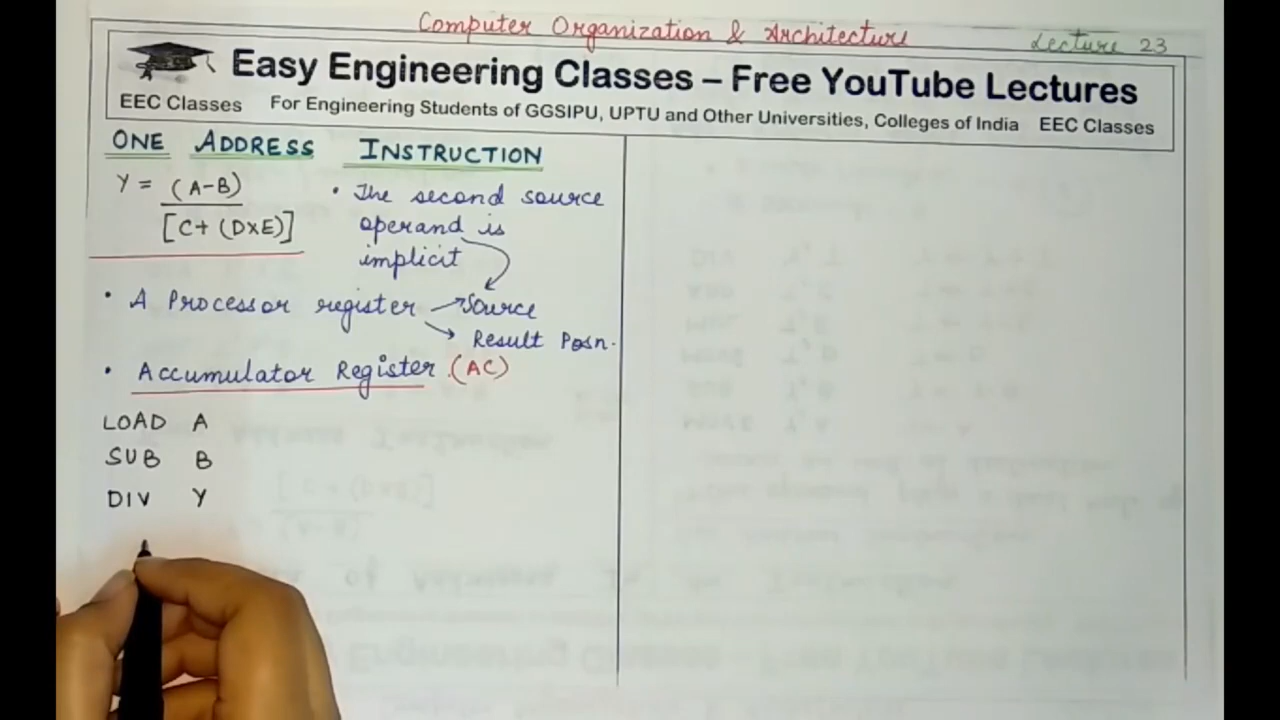 Computer Organization & Architecture
Lecture 23
Easy Engineering Classes – Free YouTube Lectures
EEC Classes For Engineering Students of GGSIPU, UPTU and Other Universities, Colleges of India EEC Classes
ONE ADDRESS INSTRUCTION
Y = (A-B)
[C+ (D×E)]
• The second source
operand is
implicit
• A Processor register → Source
→ Result Posn.
• Accumulator Register (AC)
LOAD A
SUB B
DIV Y